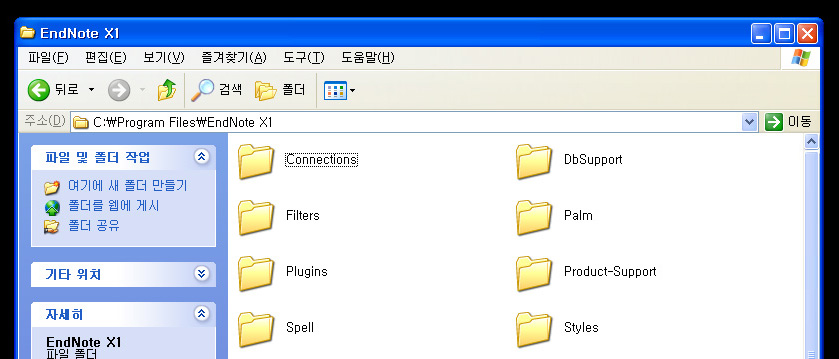 EndNote X1
파일(F) 편집(E) 보기(V) 즐겨찾기(A) 도구(T) 도움말(H)
뒤로 검색 폴더
주소(D) C:₩Program Files₩EndNote X1 이동
파일 및 폴더 작업
여기에 새 폴더 만들기
폴더를 웹에 게시
폴더 공유
기타 위치
자세히
EndNote X1
파일 폴더
Connections DbSupport
Filters Palm
Plugins Product-Support
Spell Styles